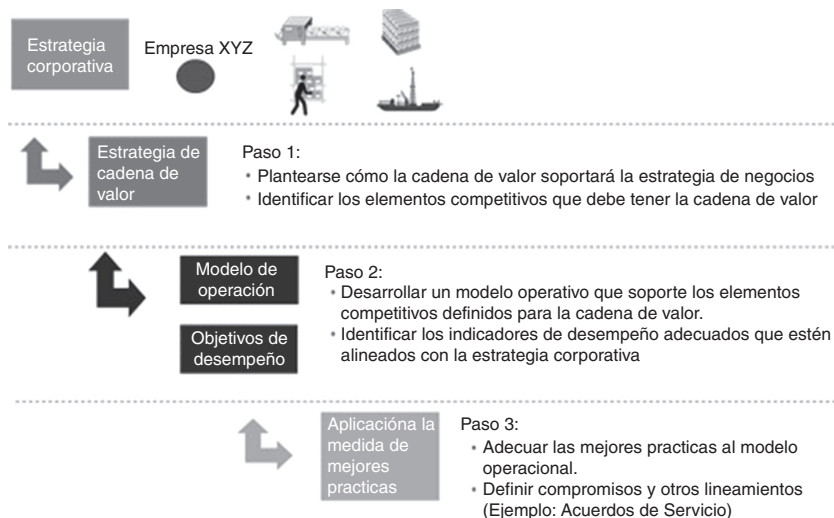 Estrategia
corporativa
Empresa XYZ
Estrategia de
cadena de
valor
Paso 1:
• Plantearse cómo la cadena de valor soportará la estrategia de negocios
• Identificar los elementos competitivos que debe tener la cadena de valor
Modelo de
operación
Objetivos de
desempeño
Paso 2:
• Desarrollar un modelo operativo que soporte los elementos
competitivos definidos para la cadena de valor.
• Identificar los indicadores de desempeño adecuados que estén
alineados con la estrategia corporativa
Aplicacióna la
medida de
mejores
practicas
Paso 3:
• Adecuar las mejores practicas al modelo
operacional.
• Definir compromisos y otros lineamientos
(Ejemplo: Acuerdos de Servicio)